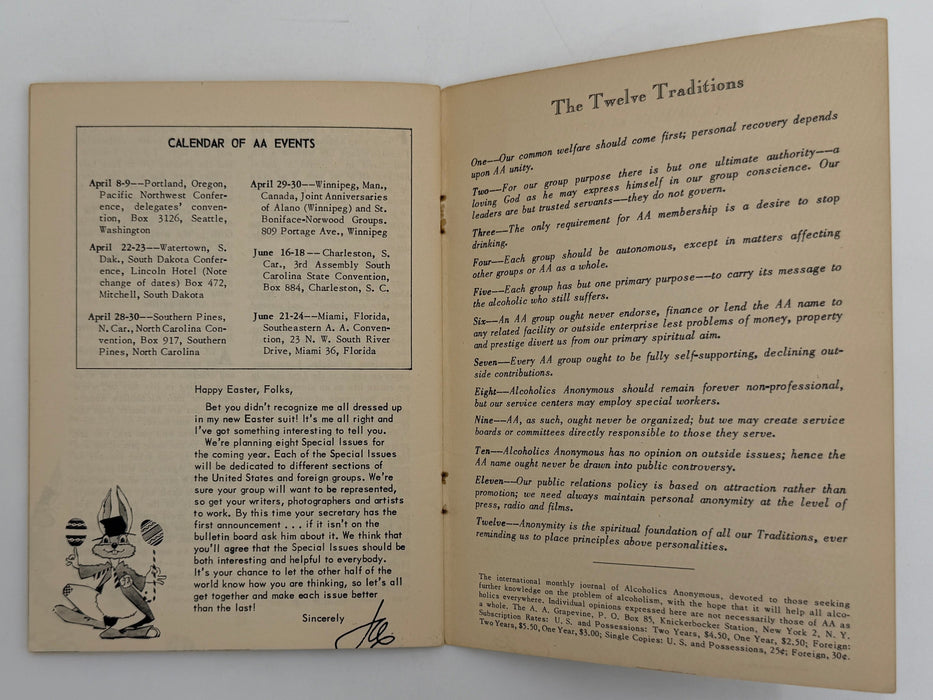 CALENDAR OF AA EVENTS
April 8-9—Portland, Oregon,
Pacific Northwest Confer-
ence, delegates' conven-
tion, Box 3126, Seattle,
Washington
April 22-23—Watertown, S.
Dak., South Dakota Confer-
ence, Lincoln Hotel (Note
change of dates) Box 472,
Mitchell, South Dakota
April 28-30—Southern Pines,
N. Car., North Carolina Con-
vention, Box 917, Southern
Pines, North Carolina
April 29-30—Winnipeg, Man.,
Canada, Joint Anniversaries
of Alano (Winnipeg) and St.
Boniface-Norwood Groups.
809 Portage Ave., Winnipeg
June 16-18—Charleston, S.
Car., 3rd Assembly South
Carolina State Convention,
Box 884, Charleston, S. C.
June 21-24—Miami, Florida,
Southeastern A. A. Conven-
tion, 23 N. W. South River
Drive, Miami 36, Florida
Happy Easter, Folks,
Bet you didn't recognize me all dressed up
in my new Easter suit! It's me all right and
I've got something interesting to tell you.
We're planning eight Special Issues for
the coming year. Each of the Special Issues
will be dedicated to different sections of
the United States and foreign groups. We're
sure your group will want to be represented,
so get your writers, photographers and artists
to work. By this time your secretary has the
first announcement . . . if it isn't on the
bulletin board ask him about it. We think that
you'll agree that the Special Issues should be
both interesting and helpful to everybody.
It's your chance to let the other half of the
world know how you are thinking, so let's all
get together and make each issue better
than the last!
Sincerely
Joe
The Twelve Traditions
One—Our common welfare should come first; personal recovery depends
upon AA unity.
Two—For our group purpose there is but one ultimate authority—a
loving God as he may express himself in our group conscience. Our
leaders are but trusted servants—they do not govern.
Three—The only requirement for AA membership is a desire to stop
drinking.
Four—Each group should be autonomous, except in matters affecting
other groups or AA as a whole.
Five—Each group has but one primary purpose—to carry its message to
the alcoholic who still suffers.
Six—An AA group ought never endorse, finance or lend the AA name to
any related facility or outside enterprise lest problems of money, property
and prestige divert us from our primary spiritual aim.
Seven—Every AA group ought to be fully self-supporting, declining out-
side contributions.
Eight—Alcoholics Anonymous should remain forever non-professional,
but our service centers may employ special workers.
Nine—AA, as such, ought never be organized; but we may create service
boards or committees directly responsible to those they serve.
Ten—Alcoholics Anonymous has no opinion on outside issues; hence the
AA name ought never be drawn into public controversy.
Eleven—Our public relations policy is based on attraction rather than
promotion; we need always maintain personal anonymity at the level of
press, radio and films.
Twelve—Anonymity is the spiritual foundation of all our Traditions, ever
reminding us to place principles above personalities.
The international monthly journal of Alcoholics Anonymous, devoted to those seeking
further knowledge on the problem of alcoholism, with the hope that it will help all alco-
holics everywhere. Individual opinions expressed here are not necessarily those of AA as
a whole. The A. A. Grapevine, P. O. Box 85, Knickerbocker Station, New York 2, N. Y.
Subscription Rates: U. S. and Possessions: Two Years, $4.50, One Year, $2.50; Foreign:
Two Years, $5.50, One Year, $3.00; Single Copies: U. S. and Possessions, 25¢; Foreign, 30¢.